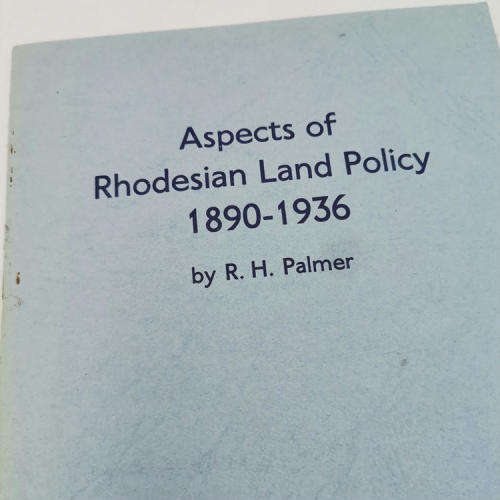 Aspects of
Rhodesian Land Policy
1890-1936
by R. H. Palmer